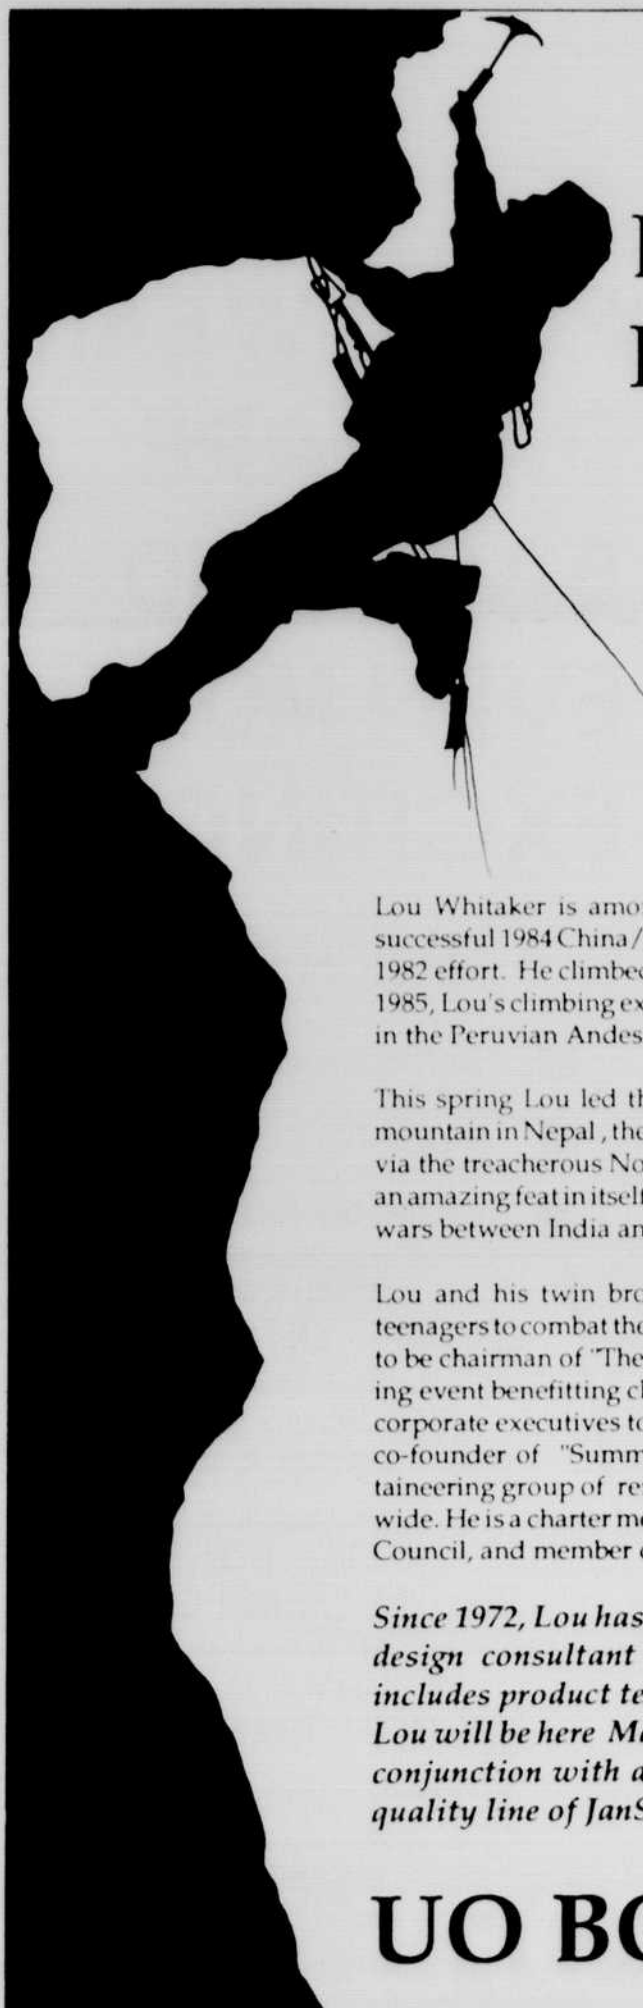 Lou Whitaker is amo
successful 1984 China/
1982 effort. He climbed
1985, Lou's climbing ex
in the Peruvian Andes
This spring Lou led th
mountain in Nepal , the
via the treacherous No
an amazing feat in itself
wars between India an
Lou and his twin bro
teenagers to combat the
to be chairman of "The
ing event benefitting cl
corporate executives to
co-founder of "Summ
taineering group of re
wide. He is a charter me
Council, and member
Since 1972, Lou has
design consultant
includes product te
Lou will be here Ma
conjunction with a
quality line of JanS
UO BO